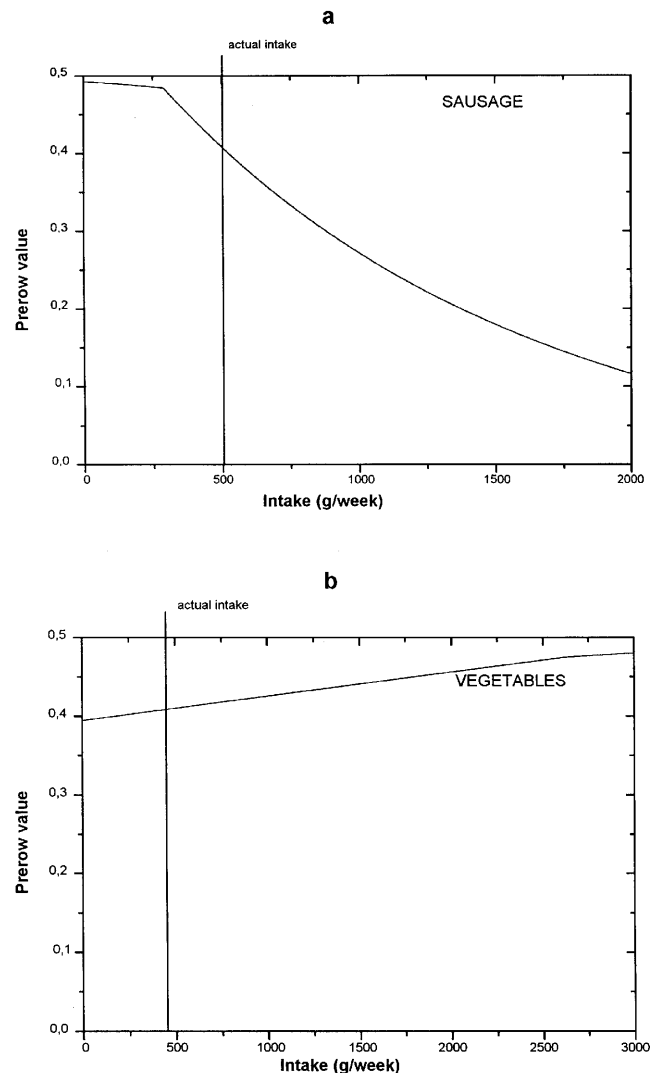 a
actual intake
SAUSAGE
0,5
0,4
0,3
0,2
0,1
0,0
Prerow value
0 500 1000 1500 2000
Intake (g/week)
b
actual intake
VEGETABLES
0,5
0,4
0,3
0,2
0,1
0,0
Prerow value
0 500 1000 1500 2000 2500 3000
Intake (g/week)